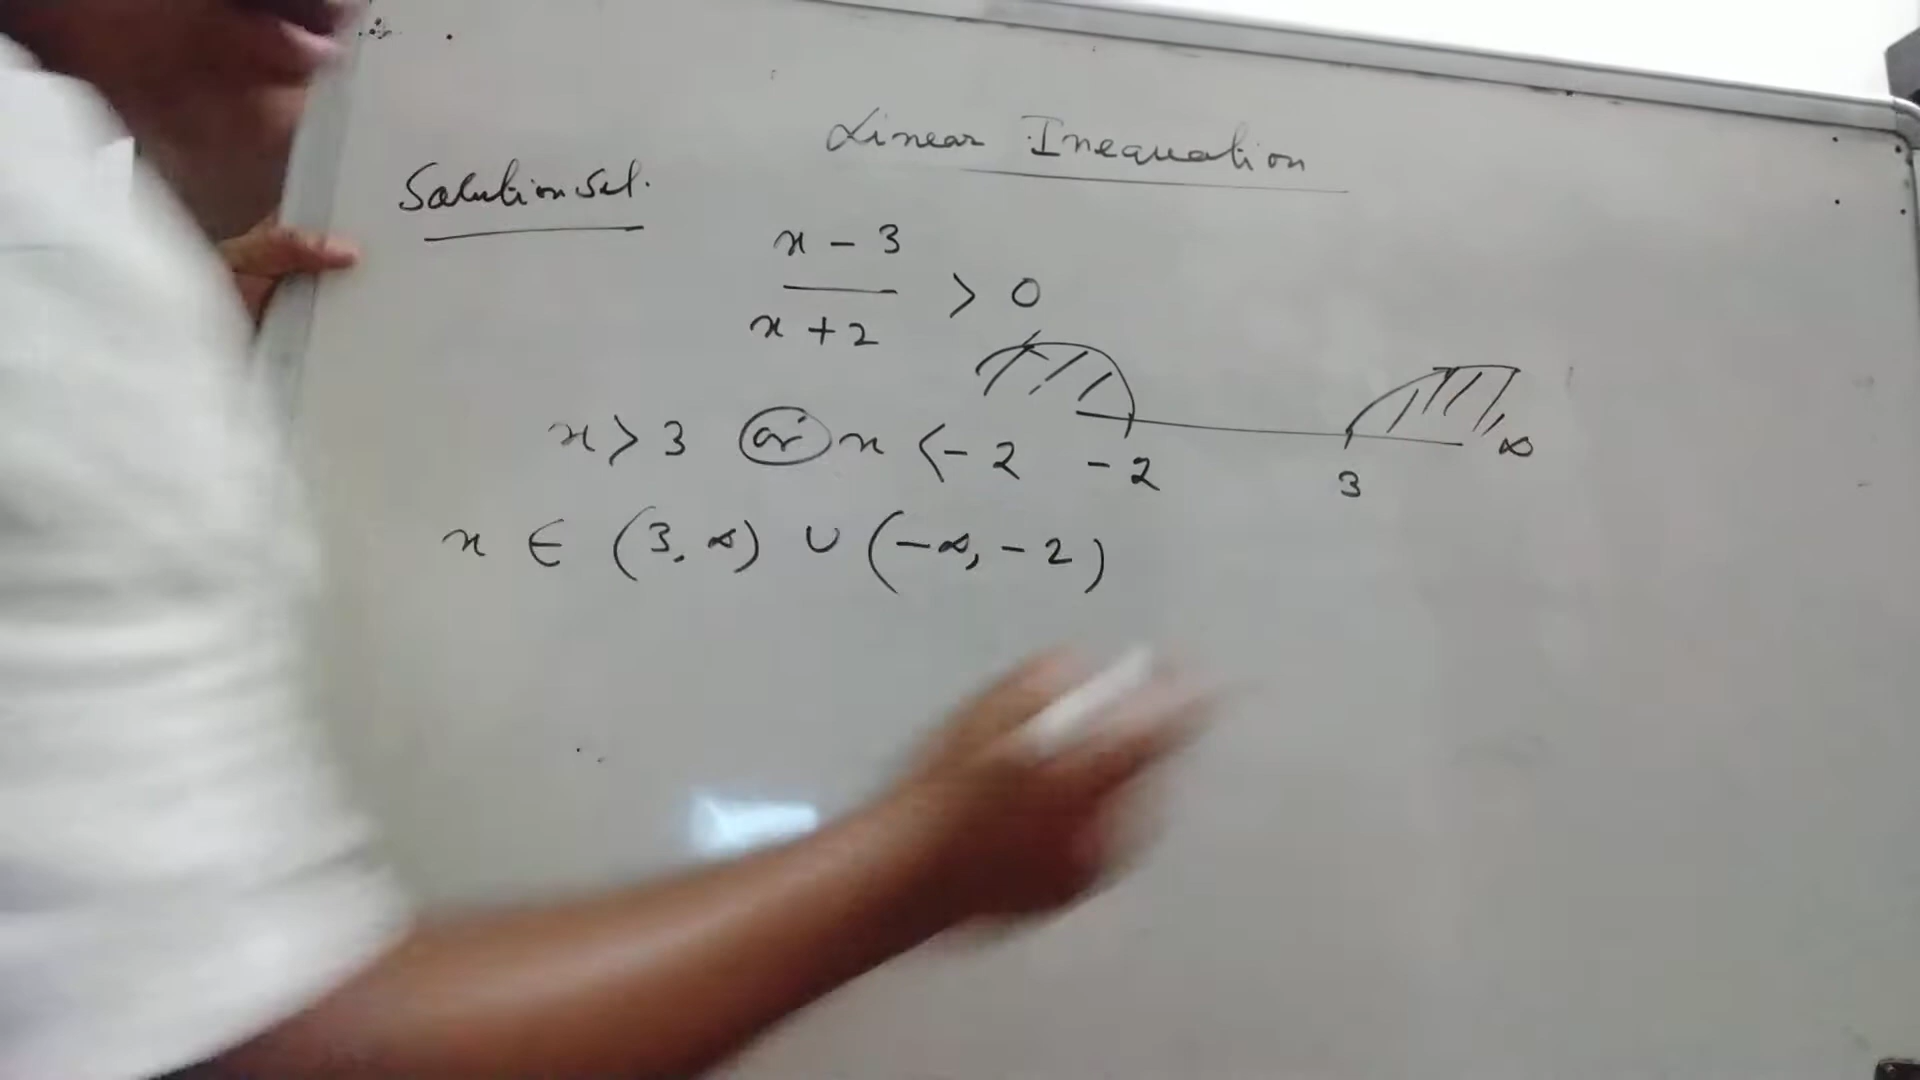 Linear Inequation
Solution Set.
x - 3
x + 2
> 0
x > 3 or x < - 2
- 2
3
∞
x ∈ (3, ∞) ∪ (-∞, - 2)